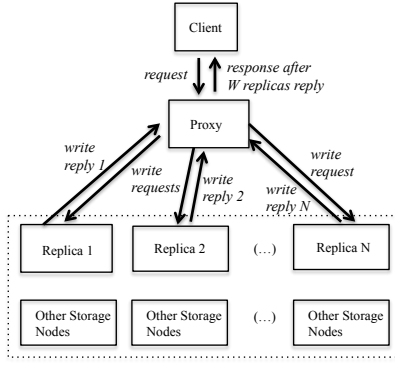 Client
request
response after
W replicas reply
Proxy
write
reply 1
write
requests
write
reply 2
write
request
write
reply N
Replica 1
Replica 2
(...)
Replica N
Other Storage
Nodes
Other Storage
Nodes
(...)
Other Storage
Nodes